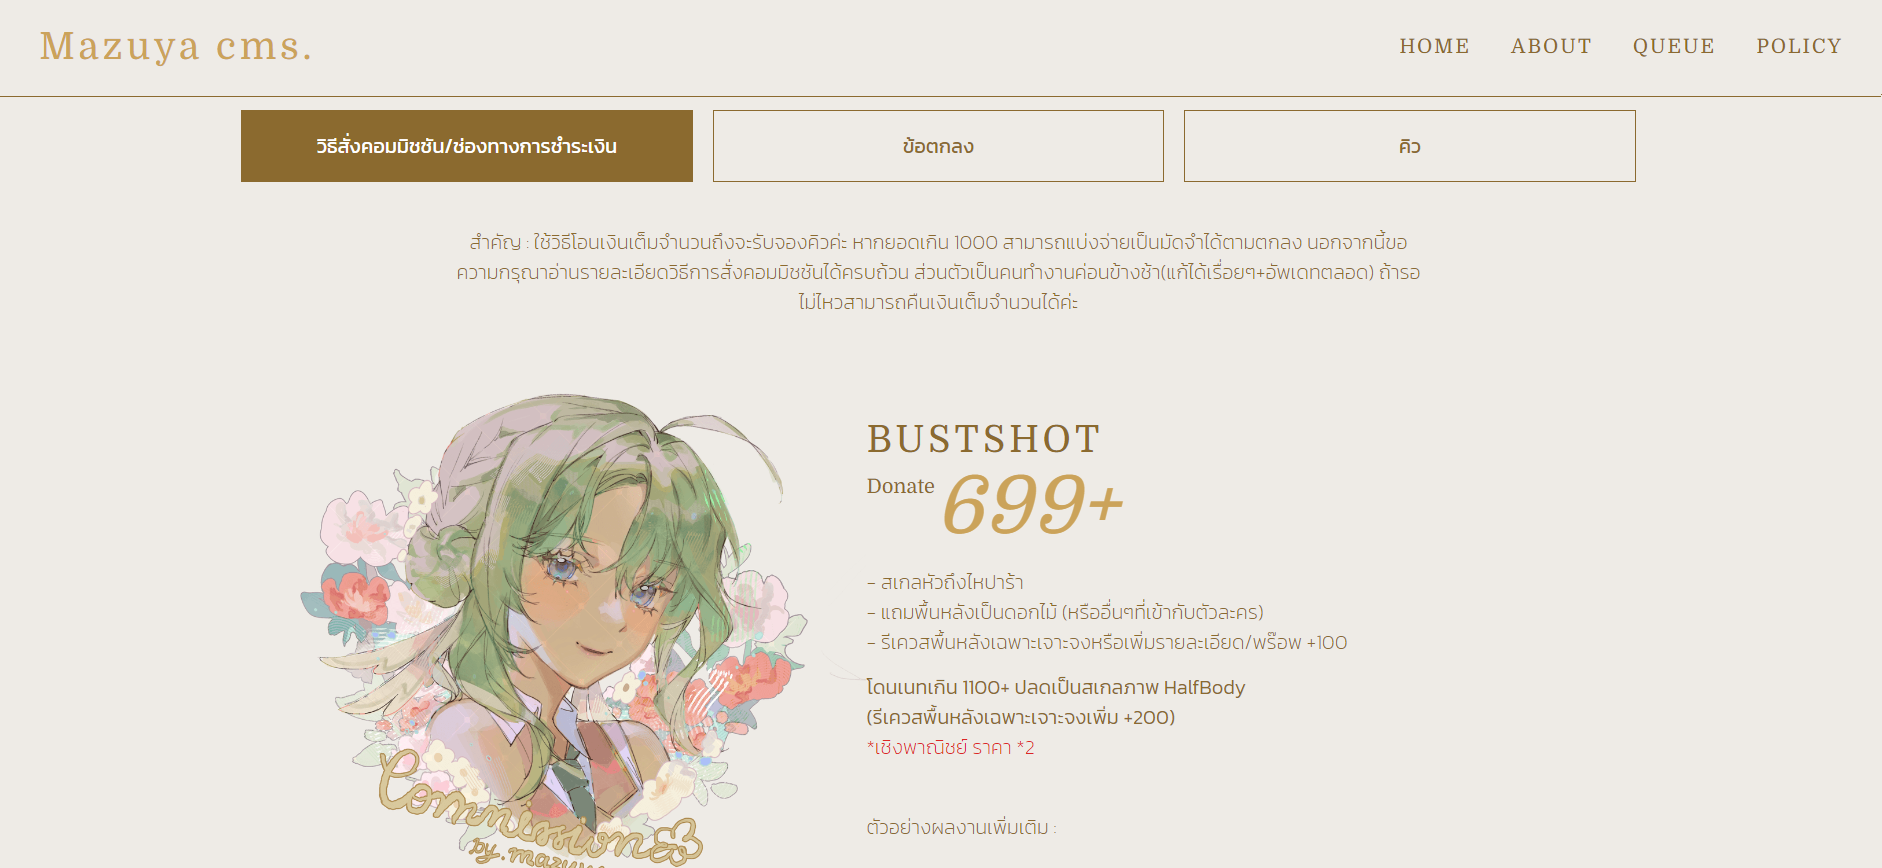 Mazuya cms.
HOME ABOUT QUEUE POLICY
วิธีสั่งคอมมิชชัน/ช่องทางการชำระเงิน
ข้อตกลง
คิว
สำคัญ : ใช้วิธีโอนเงินเต็มจำนวนถึงจะรับจองคิวค่ะ หากยอดเกิน 1000 สามารถแบ่งจ่ายเป็นมัดจำได้ตามตกลง นอกจากนี้ขอ
ความกรุณาอ่านรายละเอียดวิธีการสั่งคอมมิชชันได้ครบถ้วน ส่วนตัวเป็นคนทำงานค่อนข้างช้า(แก้ได้เรื่อยๆ+อัพเดทตลอด) ถ้ารอ
ไม่ไหวสามารถคืนเงินเต็มจำนวนได้ค่ะ
BUSTSHOT
Donate 699+
- สเกลหัวถึงไหปาร้า
- แถมพื้นหลังเป็นดอกไม้ (หรืออื่นๆที่เข้ากับตัวละคร)
- รีเควสพื้นหลังเฉพาะเจาะจงหรือเพิ่มรายละเอียด/พร๊อพ +100
โดนเนทเกิน 1100+ ปลดเป็นสเกลภาพ HalfBody
(รีเควสพื้นหลังเฉพาะเจาะจงเพิ่ม +200)
*เชิงพาณิชย์ ราคา *2
ตัวอย่างผลงานเพิ่มเติม :
Commission
by.mazuya